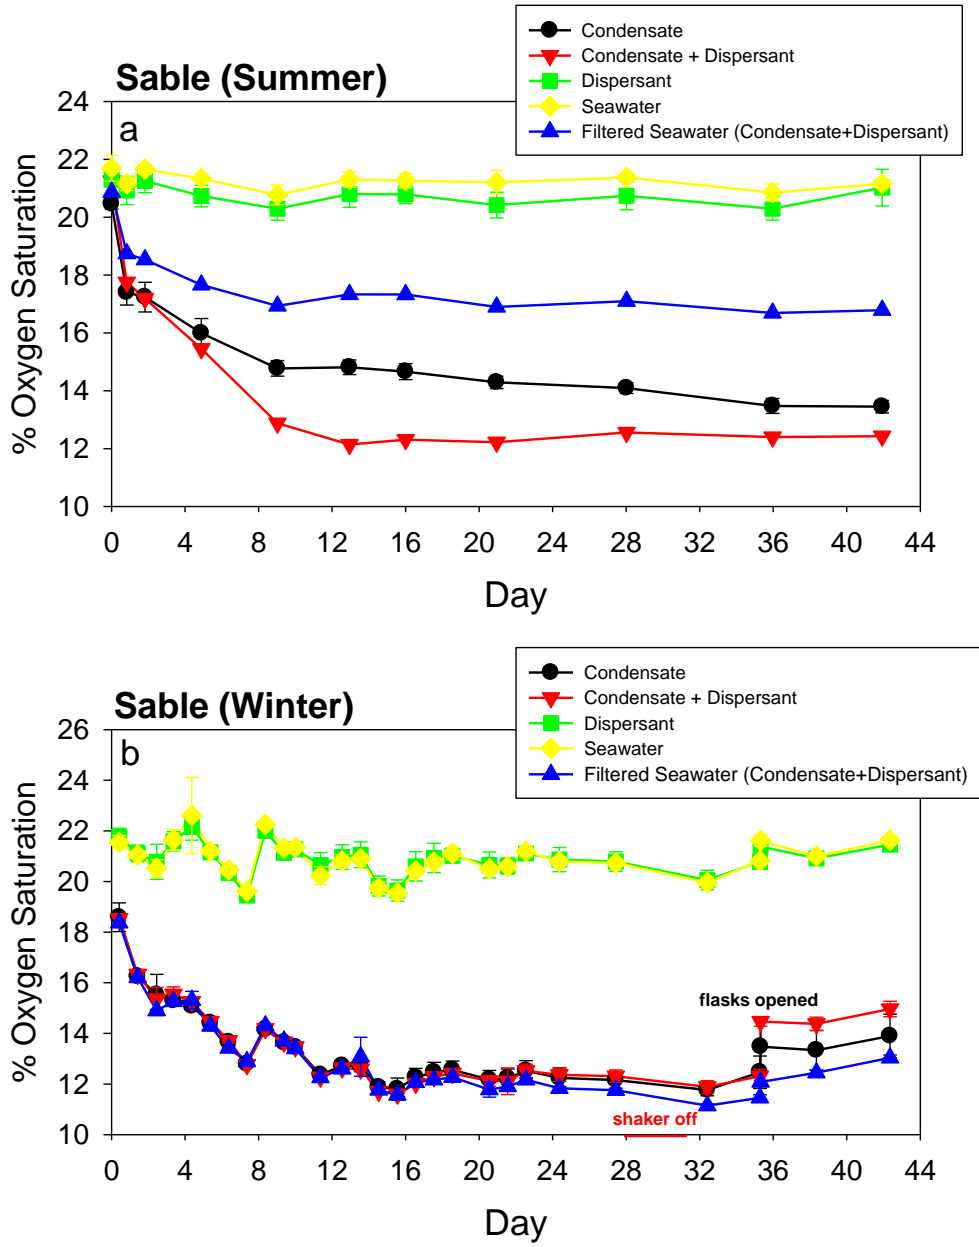 Condensate
Condensate + Dispersant
Dispersant
Seawater
Filtered Seawater (Condensate+Dispersant)
Sable (Summer)
a
% Oxygen Saturation
24
22
20
18
16
14
12
10
0 4 8 12 16 20 24 28 32 36 40 44
Day
Condensate
Condensate + Dispersant
Dispersant
Seawater
Filtered Seawater (Condensate+Dispersant)
Sable (Winter)
b
% Oxygen Saturation
26
24
22
20
18
16
14
12
10
flasks opened
shaker off
0 4 8 12 16 20 24 28 32 36 40 44
Day